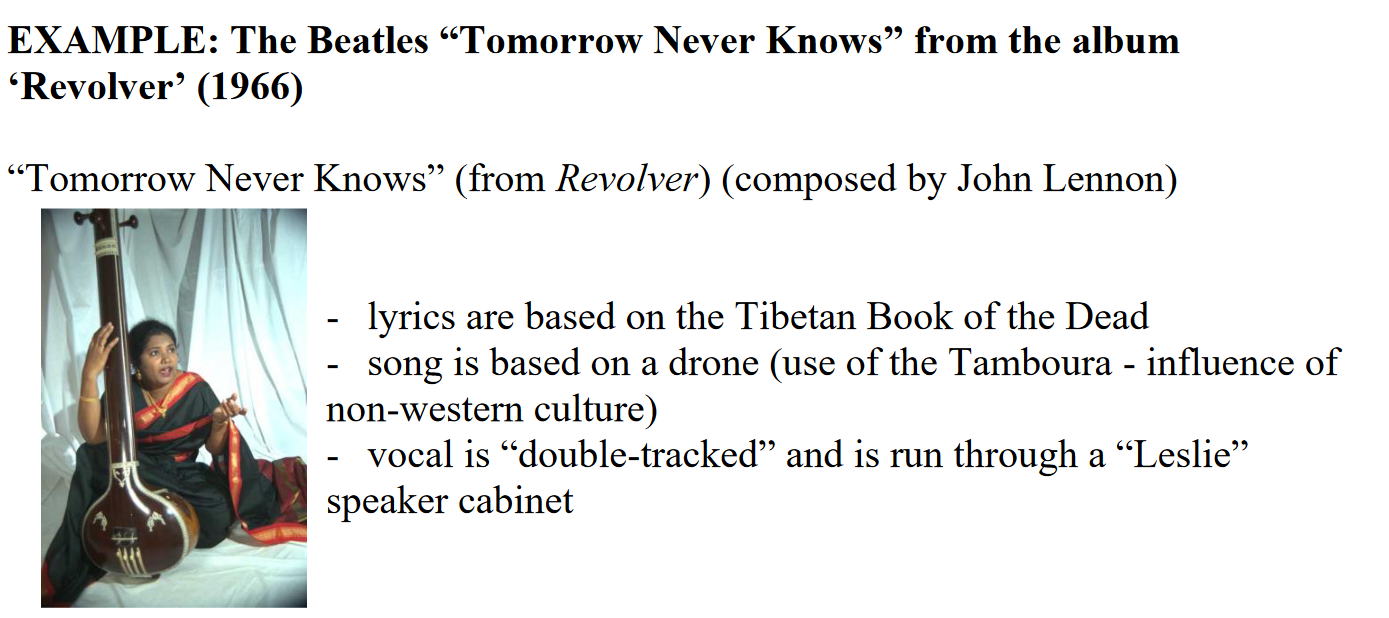 EXAMPLE: The Beatles “Tomorrow Never Knows” from the album
‘Revolver’ (1966)
“Tomorrow Never Knows” (from Revolver) (composed by John Lennon)
- lyrics are based on the Tibetan Book of the Dead
- song is based on a drone (use of the Tamboura - influence of
non-western culture)
- vocal is “double-tracked” and is run through a “Leslie”
speaker cabinet